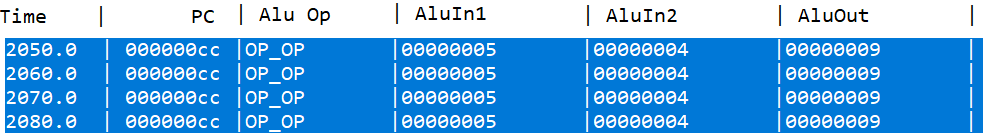 Time | PC | Alu Op | AluIn1 | AluIn2 | AluOut |
2050.0 | 000000cc |OP_OP |00000005 |00000004 |00000009 |
2060.0 | 000000cc |OP_OP |00000005 |00000004 |00000009 |
2070.0 | 000000cc |OP_OP |00000005 |00000004 |00000009 |
2080.0 | 000000cc |OP_OP |00000005 |00000004 |00000009 |